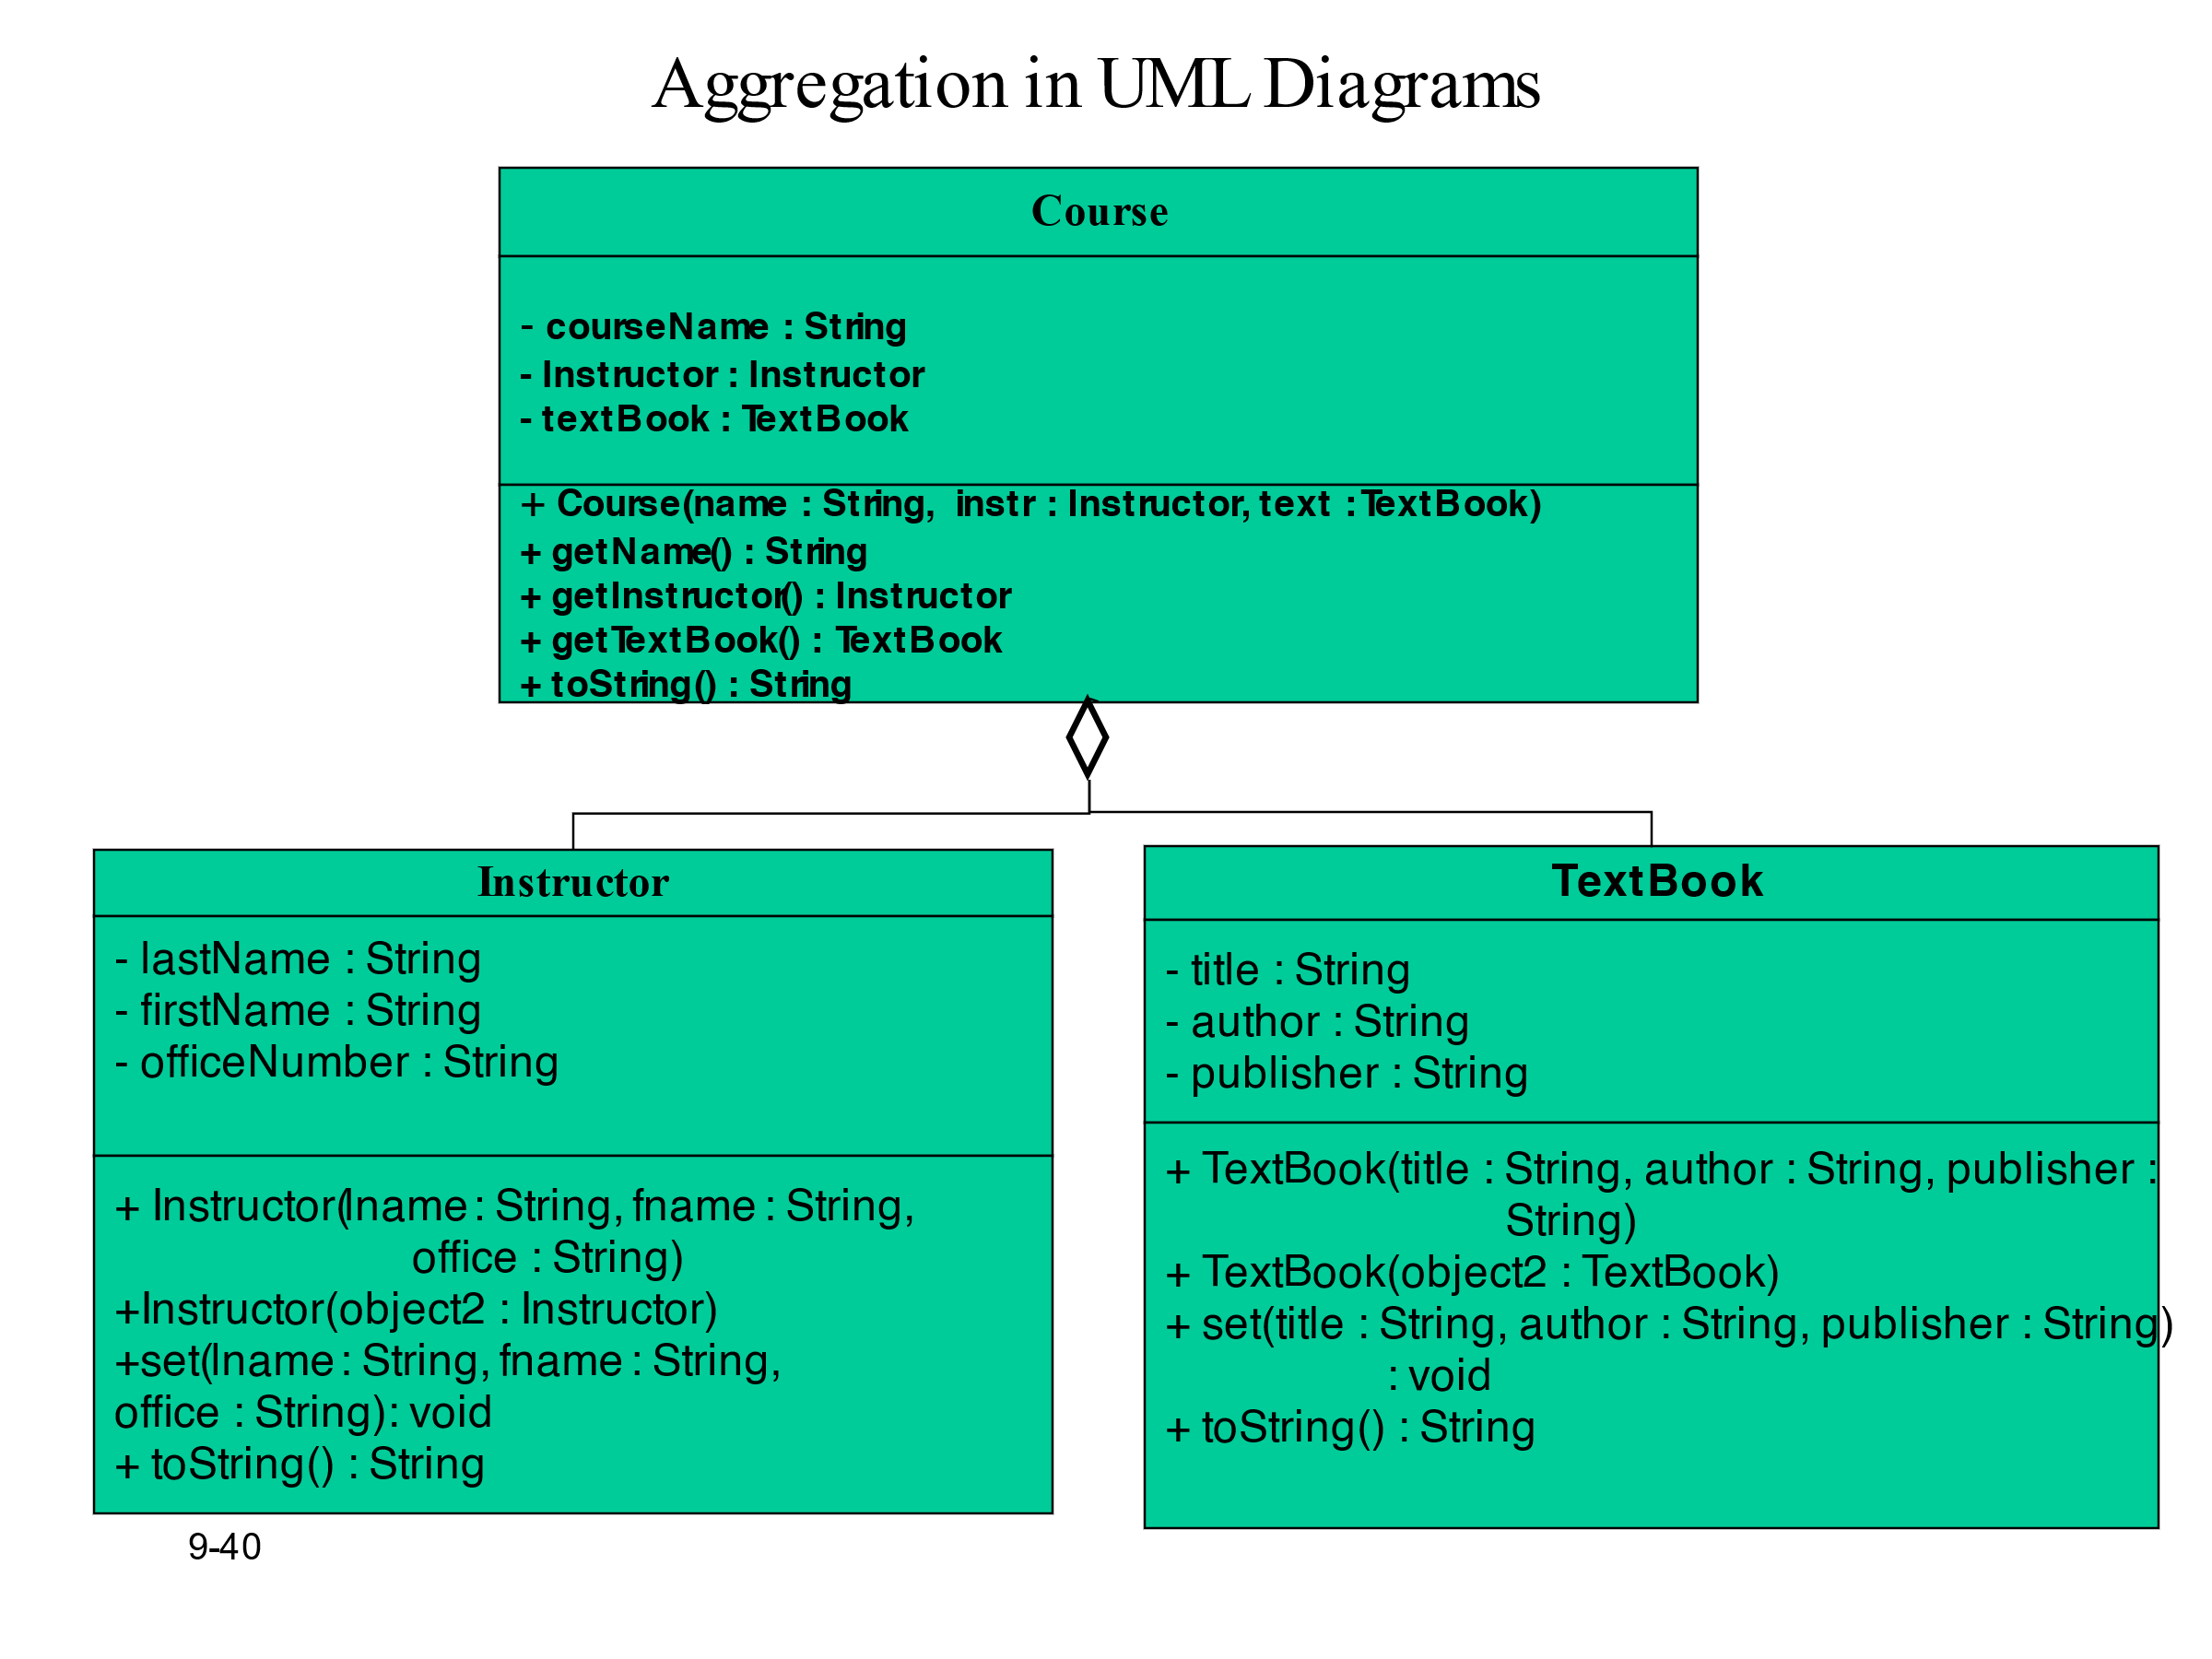 Aggregation in UML Diagrams
Course
- courseName : String
- Instructor : Instructor
- textBook : TextBook
+ Course(name : String, instr : Instructor, text : TextBook)
+ getName() : String
+ getInstructor() : Instructor
+ getTextBook() : TextBook
+ toString() : String
Instructor
- lastName : String
- firstName : String
- officeNumber : String
+ Instructor(lname : String, fname : String,
office : String)
+Instructor(object2 : Instructor)
+set(lname : String, fname : String,
office : String): void
+ toString() : String
TextBook
- title : String
- author : String
- publisher : String
+ TextBook(title : String, author : String, publisher :
String)
+ TextBook(object2 : TextBook)
+ set(title : String, author : String, publisher : String)
: void
+ toString() : String
9-40